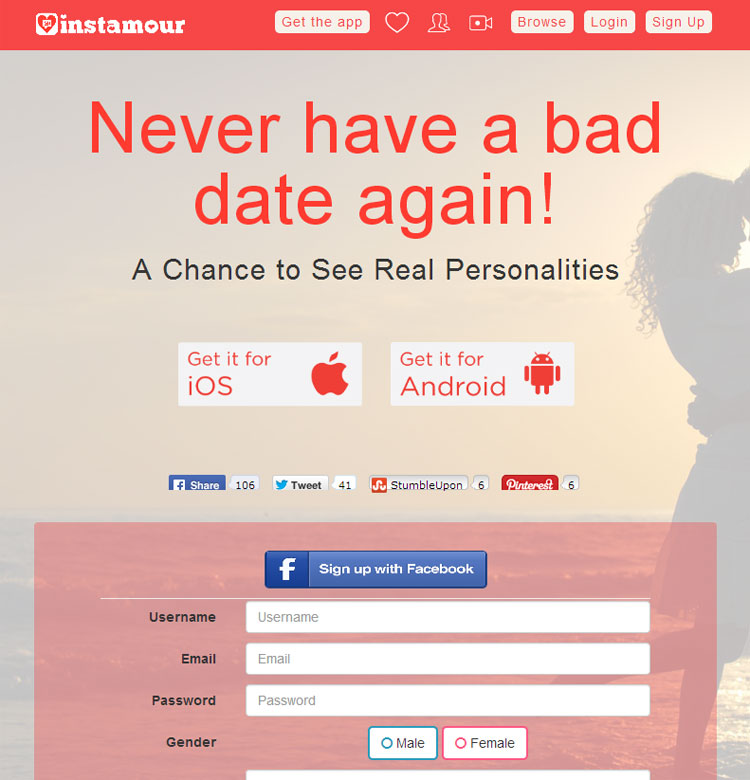 instamour
Get the app
Browse
Login
Sign Up
Never have a bad
date again!
A Chance to See Real Personalities
Get it for
iOS
Get it for
Android
Share 106
Tweet 41
StumbleUpon 6
Pinterest 6
f Sign up with Facebook
Username Username
Email Email
Password Password
Gender Male Female